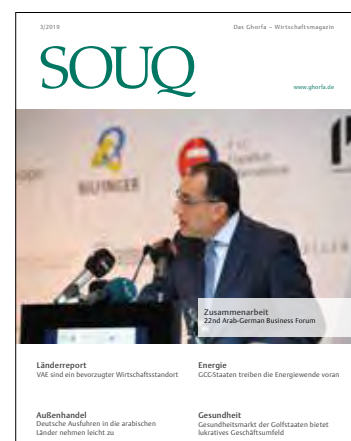 3/2019
Das Ghorfa – Wirtschaftsmagazin
SOUQ
www.ghorfa.de
BILFINGER
Zusammenarbeit
22nd Arab-German Business Forum
Länderreport
VAE sind ein bevorzugter Wirtschaftsstandort
Energie
GCC-Staaten treiben die Energiewende voran
Außenhandel
Deutsche Ausfuhren in die arabischen
Länder nehmen leicht zu
Gesundheit
Gesundheitsmarkt der Golfstaaten bietet
lukratives Geschäftsumfeld